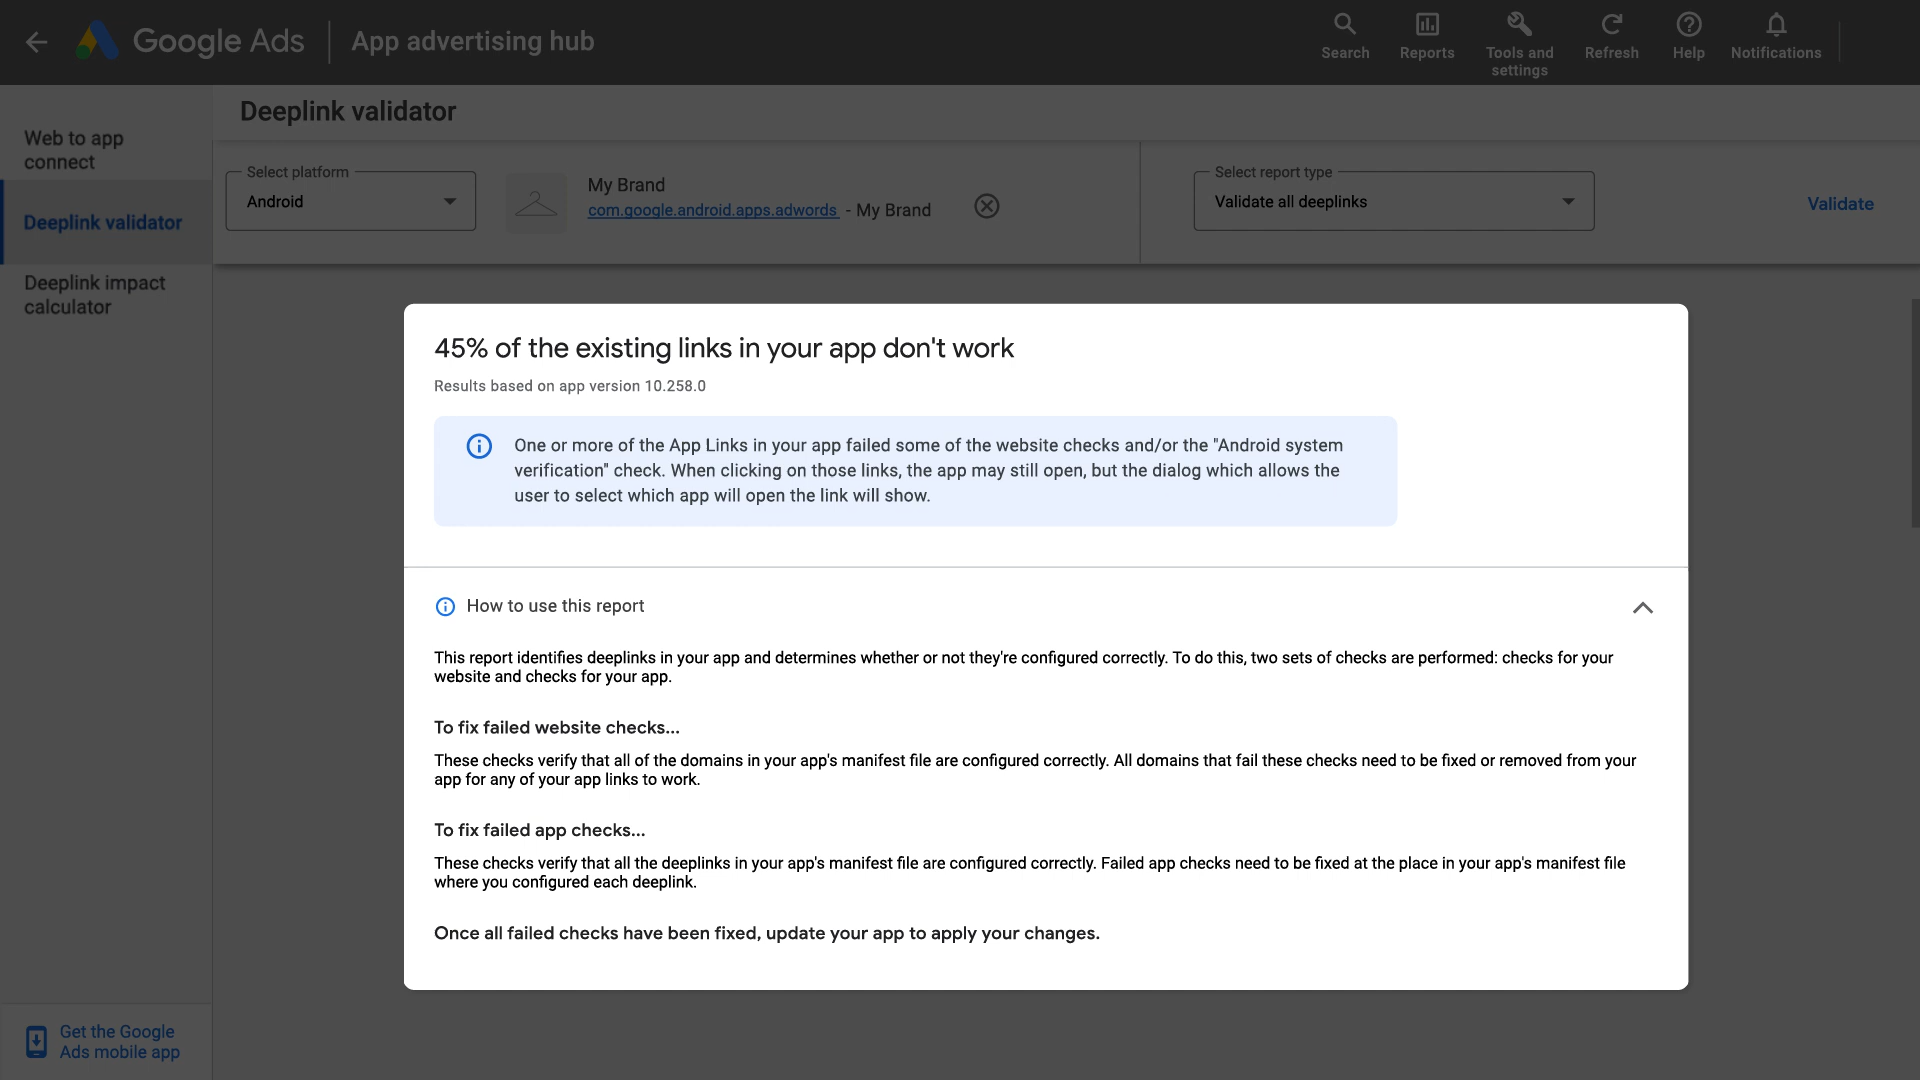 Google Ads
App advertising hub
Search
Reports
Tools and
settings
Refresh
Help
Notifications
Web to app
connect
Deeplink validator
Deeplink impact
calculator
Get the Google
Ads mobile app
Deeplink validator
Select platform
Android
My Brand
com.google.android.apps.adwords - My Brand
Select report type
Validate all deeplinks
Validate
45% of the existing links in your app don't work
Results based on app version 10.258.0
One or more of the App Links in your app failed some of the website checks and/or the "Android system
verification" check. When clicking on those links, the app may still open, but the dialog which allows the
user to select which app will open the link will show.
How to use this report
This report identifies deeplinks in your app and determines whether or not they're configured correctly. To do this, two sets of checks are performed: checks for your
website and checks for your app.
To fix failed website checks...
These checks verify that all of the domains in your app's manifest file are configured correctly. All domains that fail these checks need to be fixed or removed from your
app for any of your app links to work.
To fix failed app checks...
These checks verify that all the deeplinks in your app's manifest file are configured correctly. Failed app checks need to be fixed at the place in your app's manifest file
where you configured each deeplink.
Once all failed checks have been fixed, update your app to apply your changes.